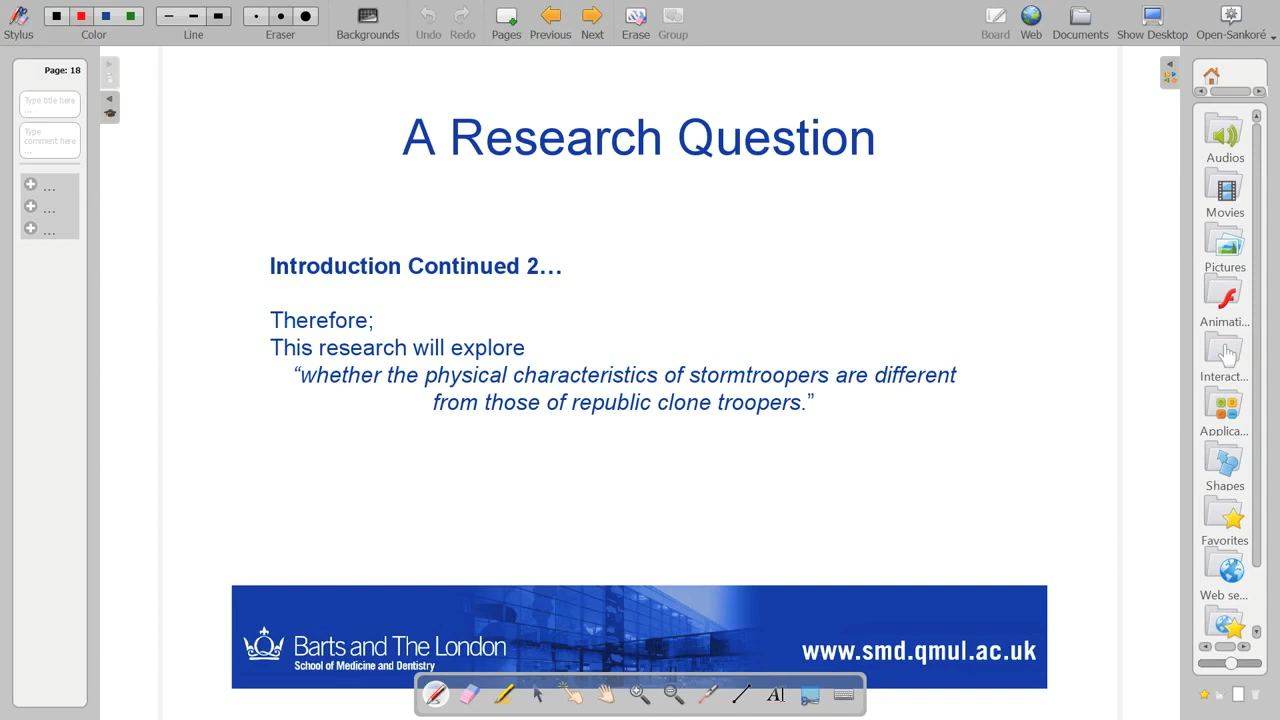 Stylus
Color
Line
Eraser
Backgrounds
Undo
Redo
Pages
Previous
Next
Erase
Group
Board
Web
Documents
Show Desktop
Open-Sankoré
Page: 18
Type title here
...
Type
comment here
...
...
...
...
A Research Question
Introduction Continued 2…
Therefore;
This research will explore
“whether the physical characteristics of stormtroopers are different
from those of republic clone troopers.”
Barts and The London
School of Medicine and Dentistry
www.smd.qmul.ac.uk
Audios
Movies
Pictures
Animati...
Interact...
Applica...
Shapes
Favorites
Web se...